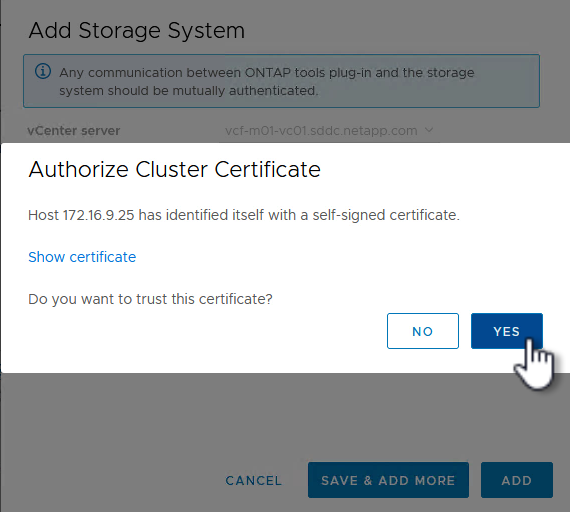 Add Storage System
Any communication between ONTAP tools plug-in and the storage
system should be mutually authenticated.
vCenter server vcf-m01-vc01.sddc.netapp.com
Authorize Cluster Certificate
Host 172.16.9.25 has identified itself with a self-signed certificate.
Show certificate
Do you want to trust this certificate?
NO YES
CANCEL SAVE & ADD MORE ADD